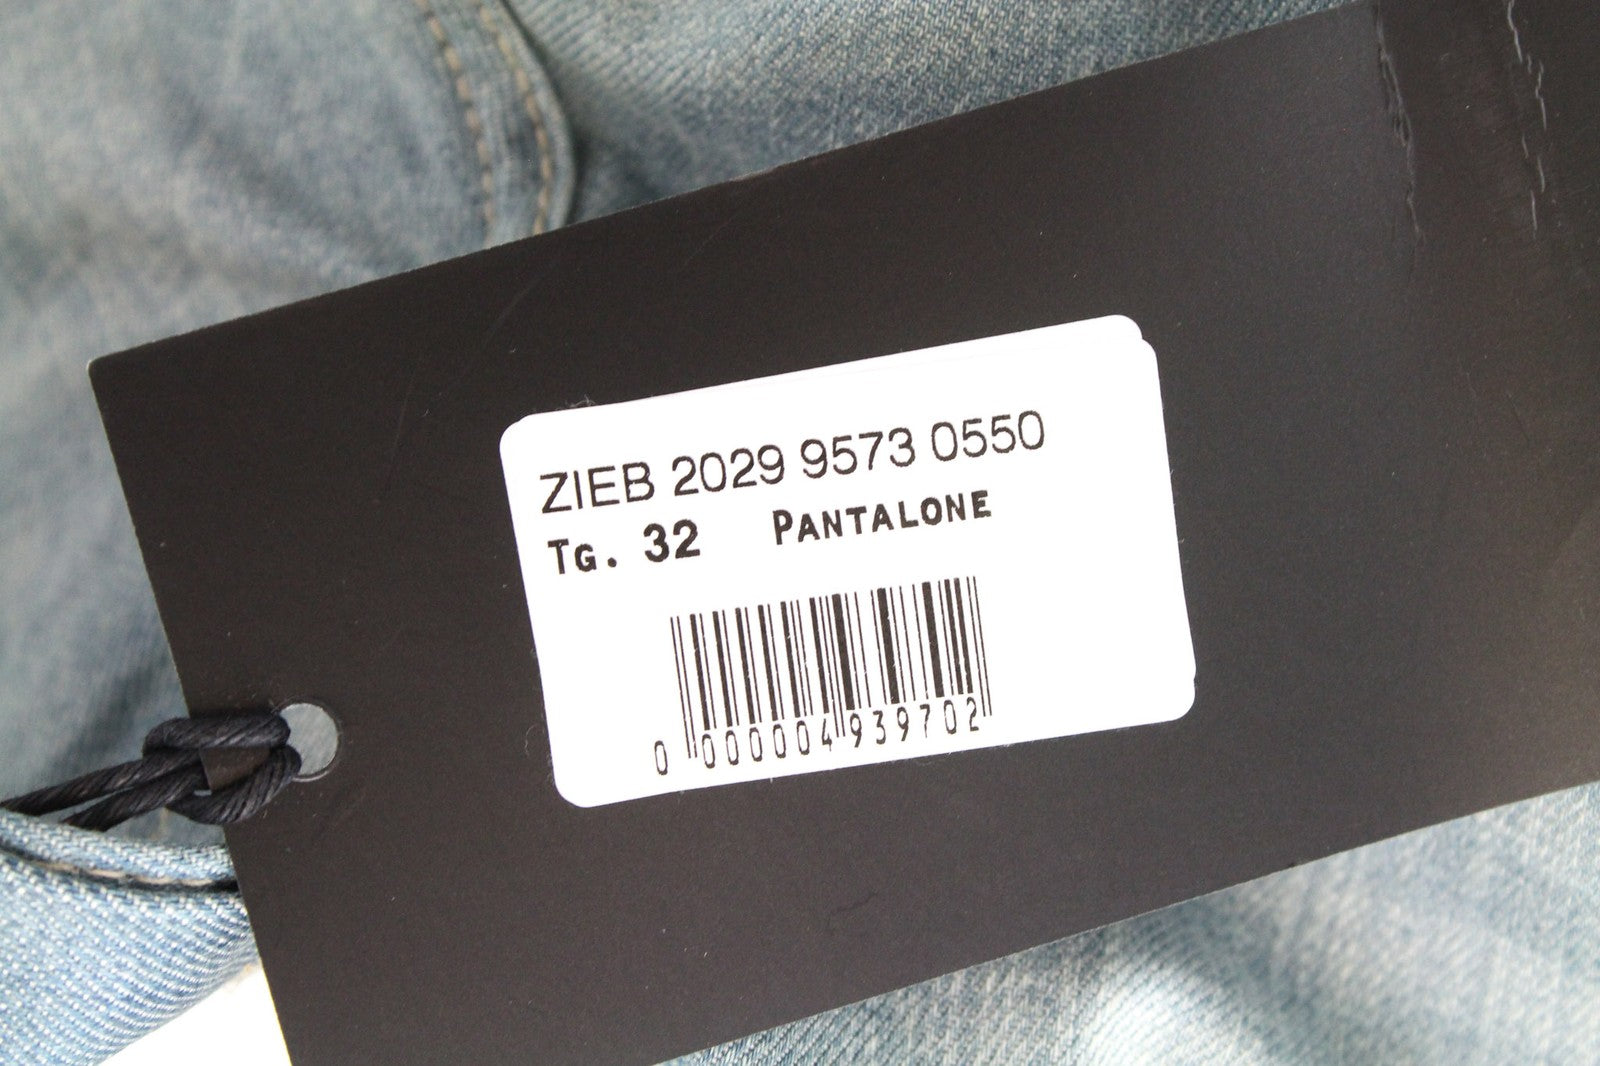 ZIEB 2029 9573 0550
TG. 32 PANTALONE
0 000004 939702